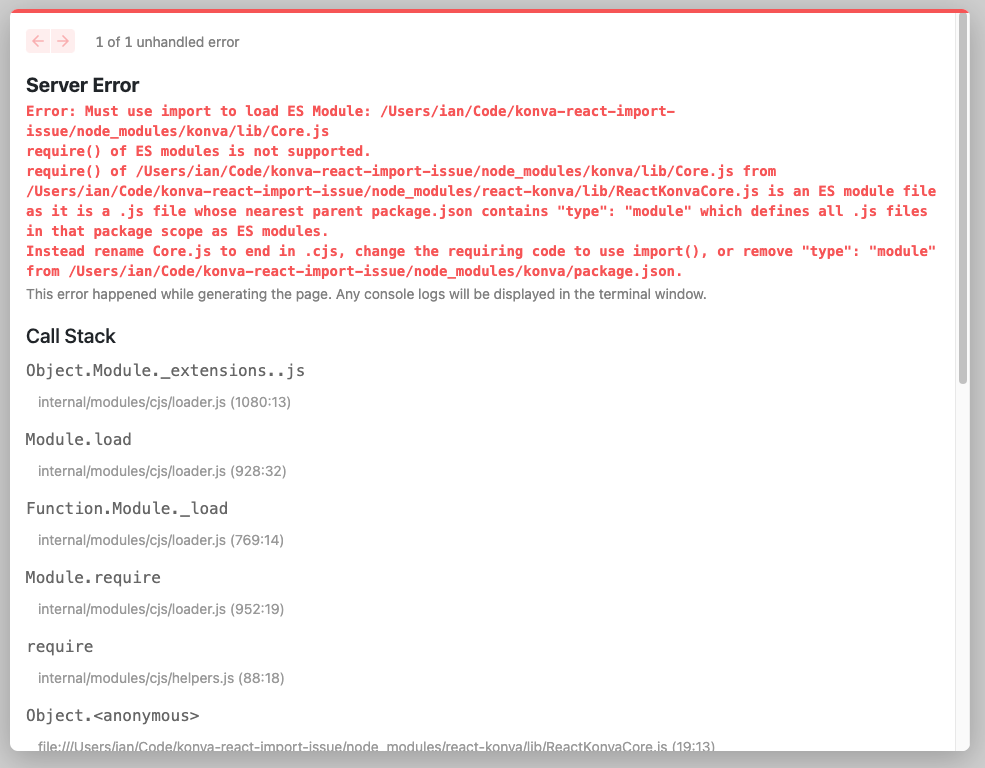 1 of 1 unhandled error
Server Error
Error: Must use import to load ES Module: /Users/ian/Code/konva-react-import-
issue/node_modules/konva/lib/Core.js
require() of ES modules is not supported.
require() of /Users/ian/Code/konva-react-import-issue/node_modules/konva/lib/Core.js from
/Users/ian/Code/konva-react-import-issue/node_modules/react-konva/lib/ReactKonvaCore.js is an ES module file
as it is a .js file whose nearest parent package.json contains "type": "module" which defines all .js files
in that package scope as ES modules.
Instead rename Core.js to end in .cjs, change the requiring code to use import(), or remove "type": "module"
from /Users/ian/Code/konva-react-import-issue/node_modules/konva/package.json.
This error happened while generating the page. Any console logs will be displayed in the terminal window.
Call Stack
Object.Module._extensions..js
internal/modules/cjs/loader.js (1080:13)
Module.load
internal/modules/cjs/loader.js (928:32)
Function.Module._load
internal/modules/cjs/loader.js (769:14)
Module.require
internal/modules/cjs/loader.js (952:19)
require
internal/modules/cjs/helpers.js (88:18)
Object.<anonymous>
file:///Users/ian/Code/konva-react-import-issue/node_modules/react-konva/lib/ReactKonvaCore.js (19:13)